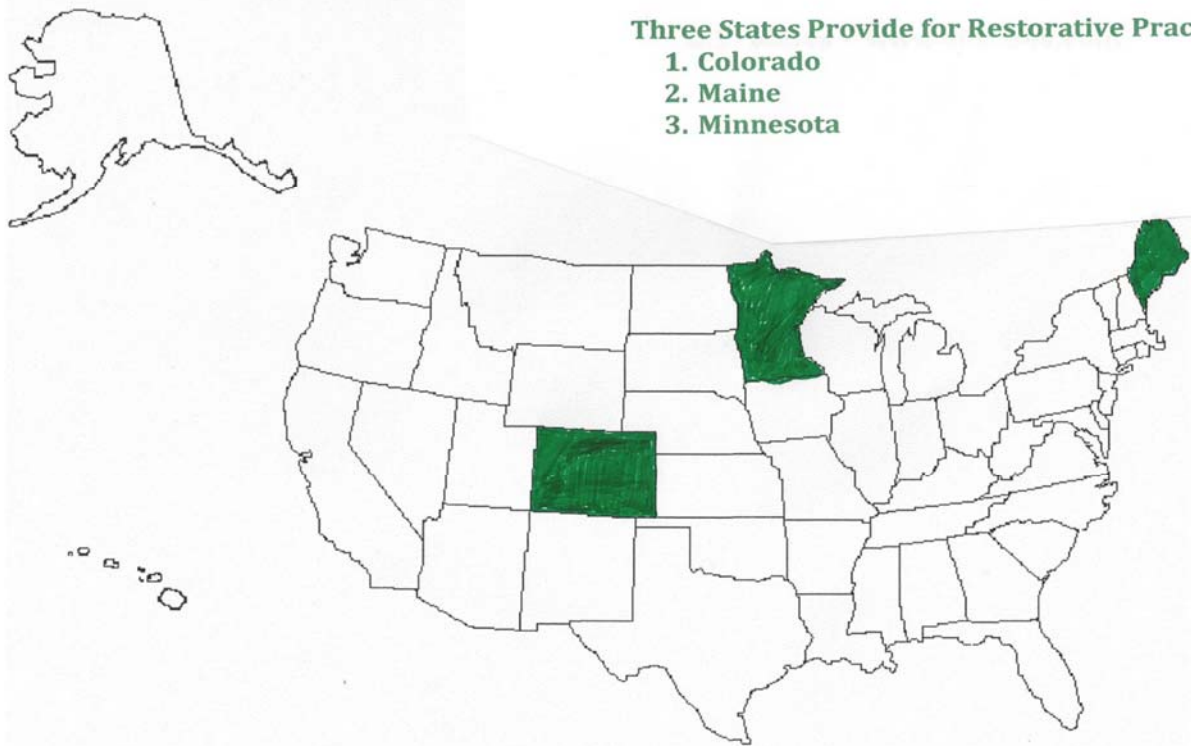 Three States Provide for Restorative Prac
1. Colorado
2. Maine
3. Minnesota